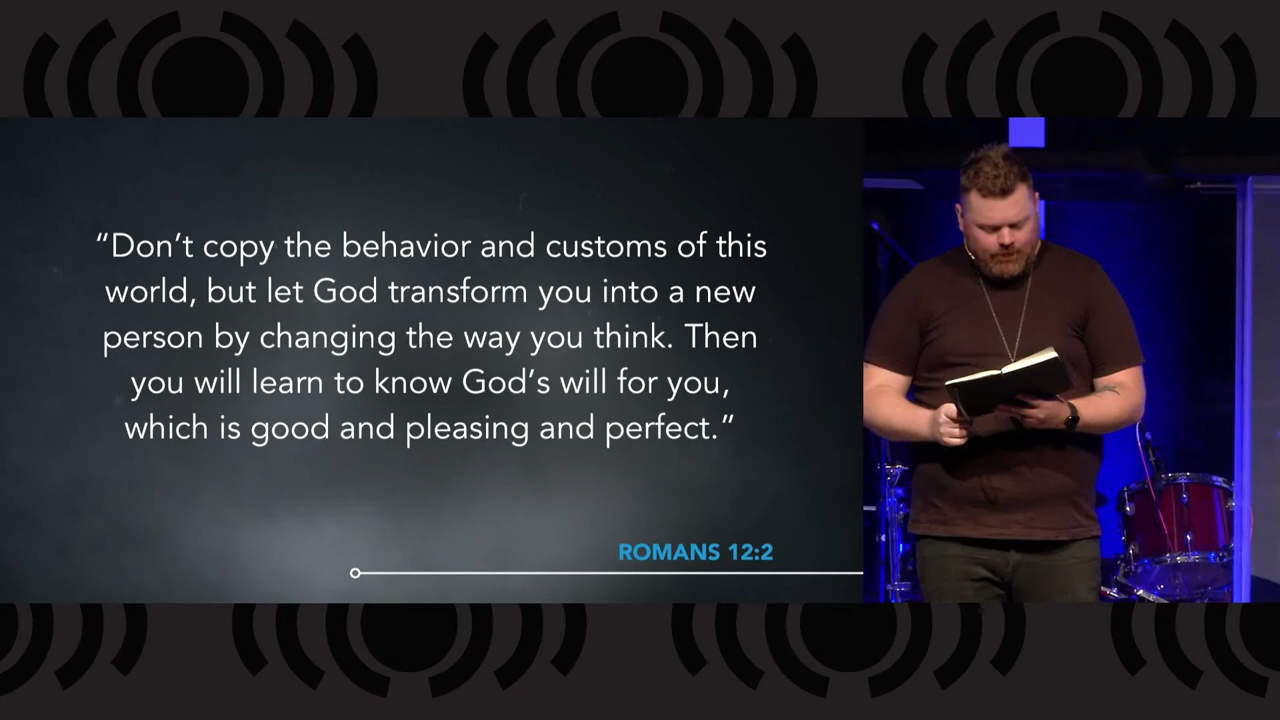 “Don’t copy the behavior and customs of this
world, but let God transform you into a new
person by changing the way you think. Then
you will learn to know God’s will for you,
which is good and pleasing and perfect.”
ROMANS 12:2